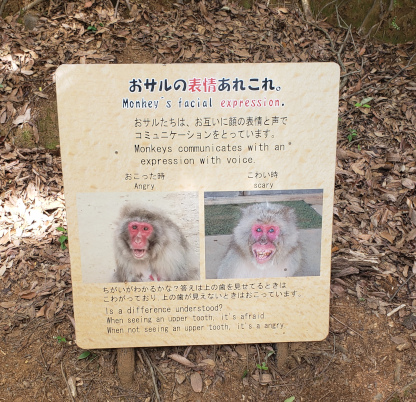 おサルの表情あれこれ。
Monkey's facial expression.
おサルたちは、お互いに顔の表情と声で
コミュニケーションをとっています。
Monkeys communicates with an
expression with voice.
おこった時
Angry
こわい時
scary
ちがいがわかるかな?答えは上の歯を見せてるときは
こわがっており、上の歯が見えないときはおこっています。
Is a difference understood?
When seeing an upper tooth, it's afraid
When not seeing an upper tooth, it's a angry